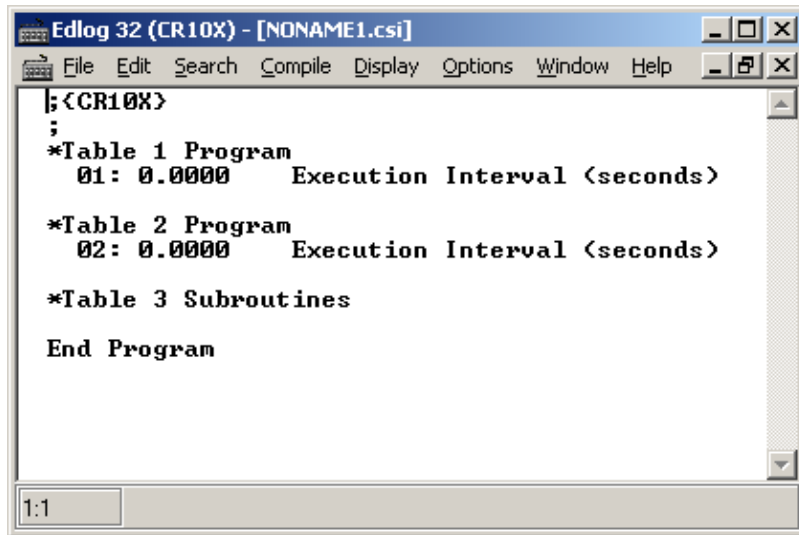 Edlog 32 (CR10X) - [NONAME1.csi]
File Edit Search Compile Display Options Window Help
;{CR10X}
;
*Table 1 Program
01: 0.0000 Execution Interval (seconds)
*Table 2 Program
02: 0.0000 Execution Interval (seconds)
*Table 3 Subroutines
End Program
1:1